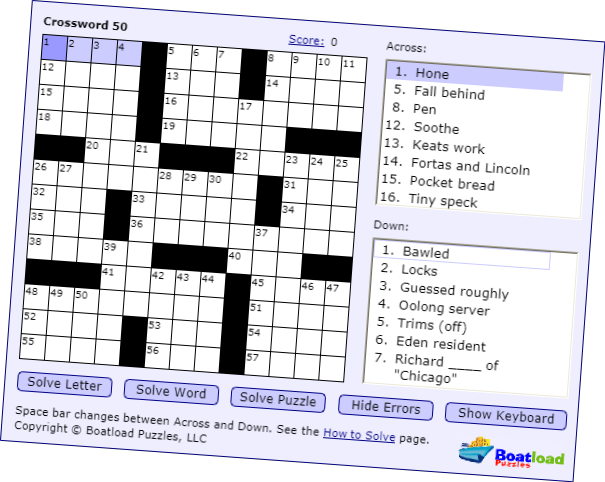 Crossword 50
Score: 0
1 2 3 4 5 6 7 8 9 10 11
12 13 14
15 16 17
18 19
20 21 22 23 24 25
26 27 28 29 30 31
32 33 34
35 36 37
38 39 40
41 42 43 44 45 46 47
48 49 50 51
52 53 54
55 56 57
Across:
1. Hone
5. Fall behind
8. Pen
12. Soothe
13. Keats work
14. Fortas and Lincoln
15. Pocket bread
16. Tiny speck
Down:
1. Bawled
2. Locks
3. Guessed roughly
4. Oolong server
5. Trims (off)
6. Eden resident
7. Richard ____ of
"Chicago"
Solve Letter
Solve Word
Solve Puzzle
Hide Errors
Show Keyboard
Space bar changes between Across and Down. See the How to Solve page.
Copyright © Boatload Puzzles, LLC
Boatload
Puzzles